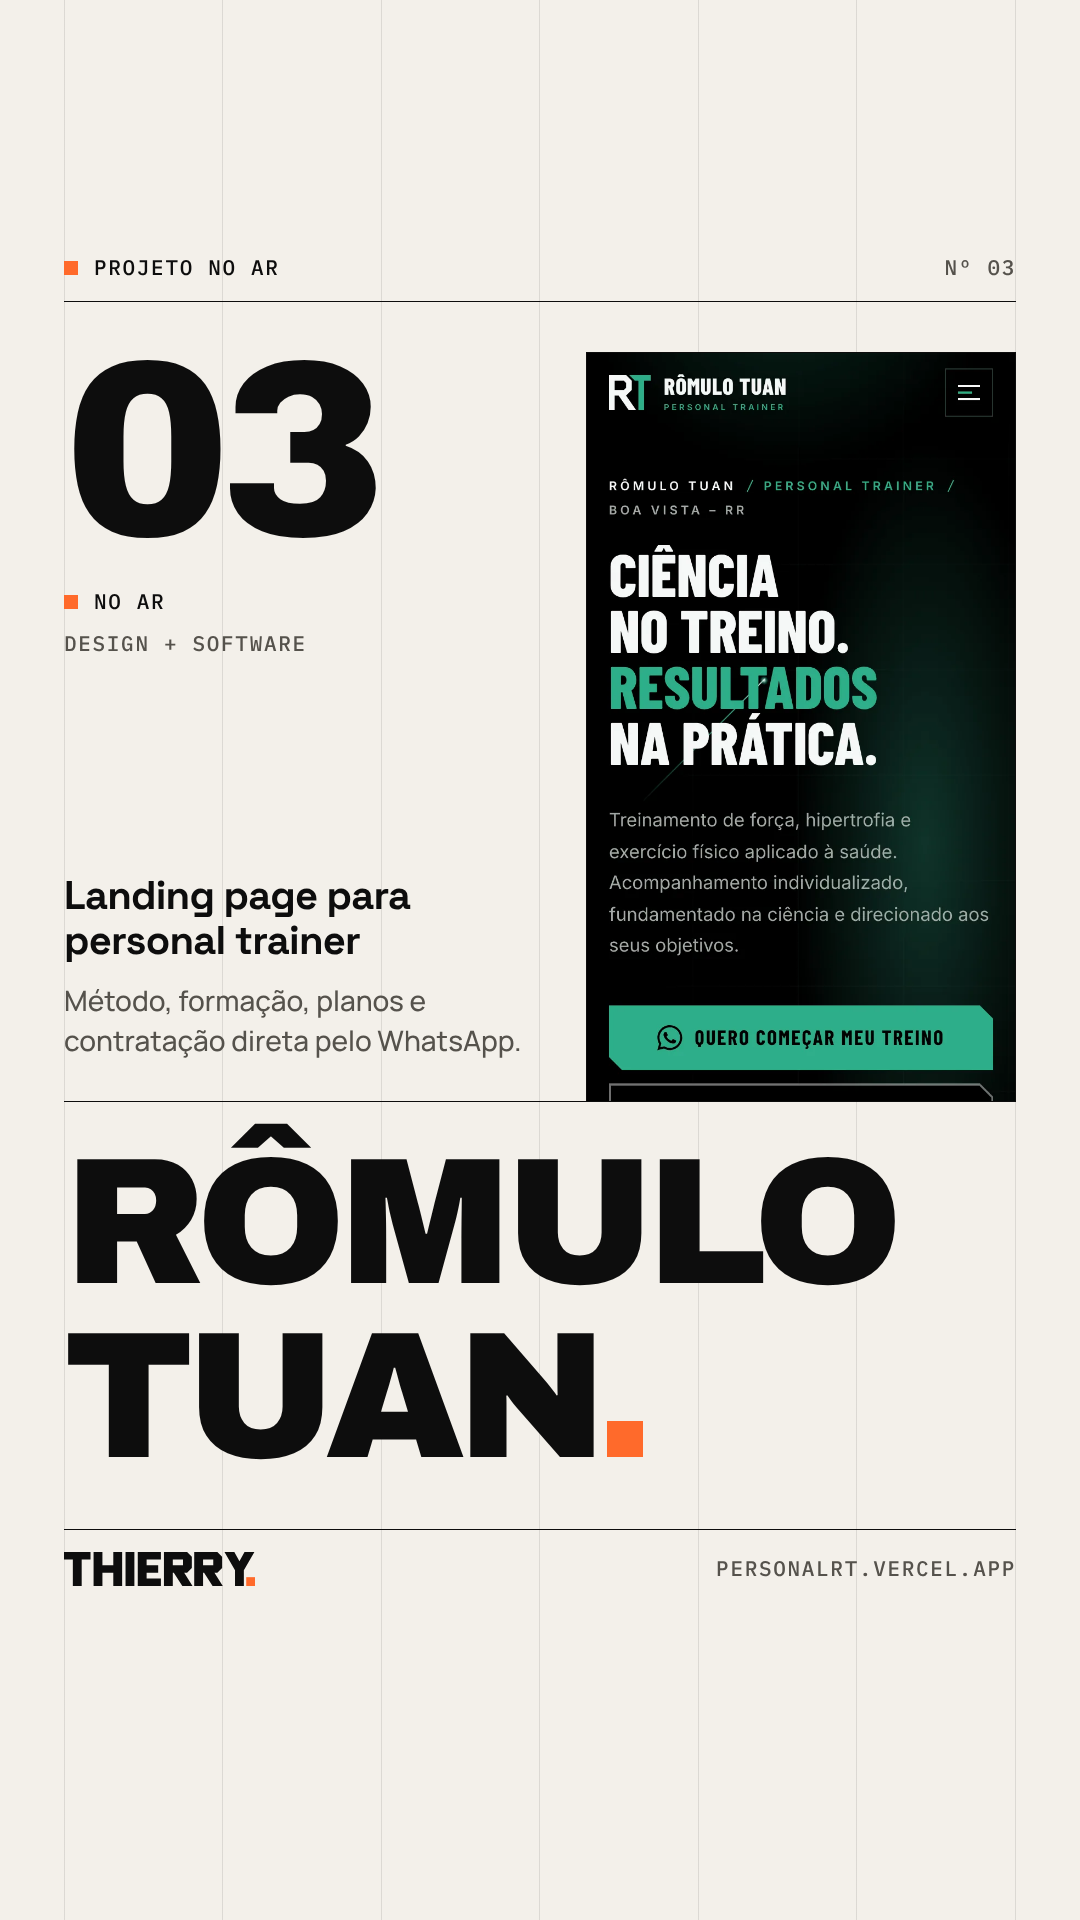 PROJETO NO AR
Nº 03
03
NO AR
DESIGN + SOFTWARE
Landing page para
personal trainer
Método, formação, planos e
contratação direta pelo WhatsApp.
RT RÔMULO TUAN
PERSONAL TRAINER
RÔMULO TUAN / PERSONAL TRAINER /
BOA VISTA – RR
CIÊNCIA
NO TREINO.
RESULTADOS
NA PRÁTICA.
Treinamento de força, hipertrofia e
exercício físico aplicado à saúde.
Acompanhamento individualizado,
fundamentado na ciência e direcionado aos
seus objetivos.
QUERO COMEÇAR MEU TREINO
RÔMULO
TUAN.
THIERRY.
PERSONALRT.VERCEL.APP